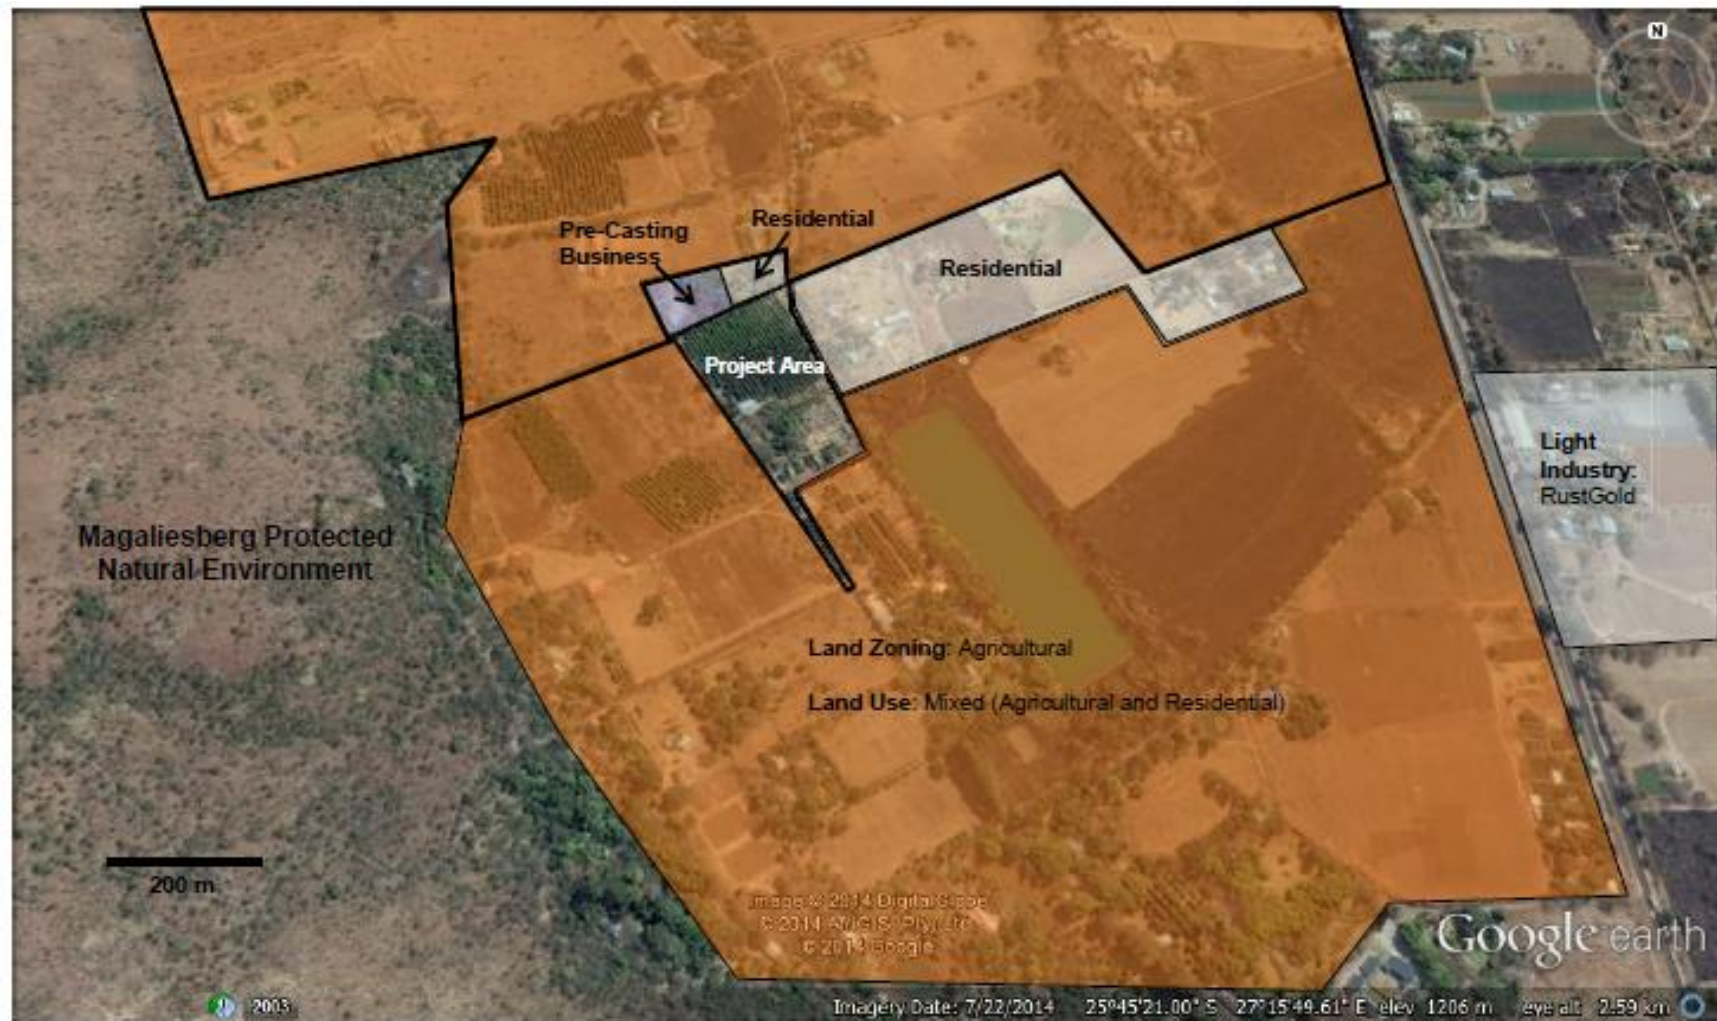 N
Residential
Pre-Casting
Business
Residential
Project Area
Light
Industry:
RustGold
Magaliesberg Protected
Natural Environment
Land Zoning: Agricultural
Land Use: Mixed (Agricultural and Residential)
200 m
Image © 2014 DigitalGlobe
© 2014 AfriGIS (Pty) Ltd.
© 2014 Google
Google earth
2003
Imagery Date: 7/22/2014 25°45'21.00" S 27°15'49.61" E elev 1206 m eye alt 2.59 km